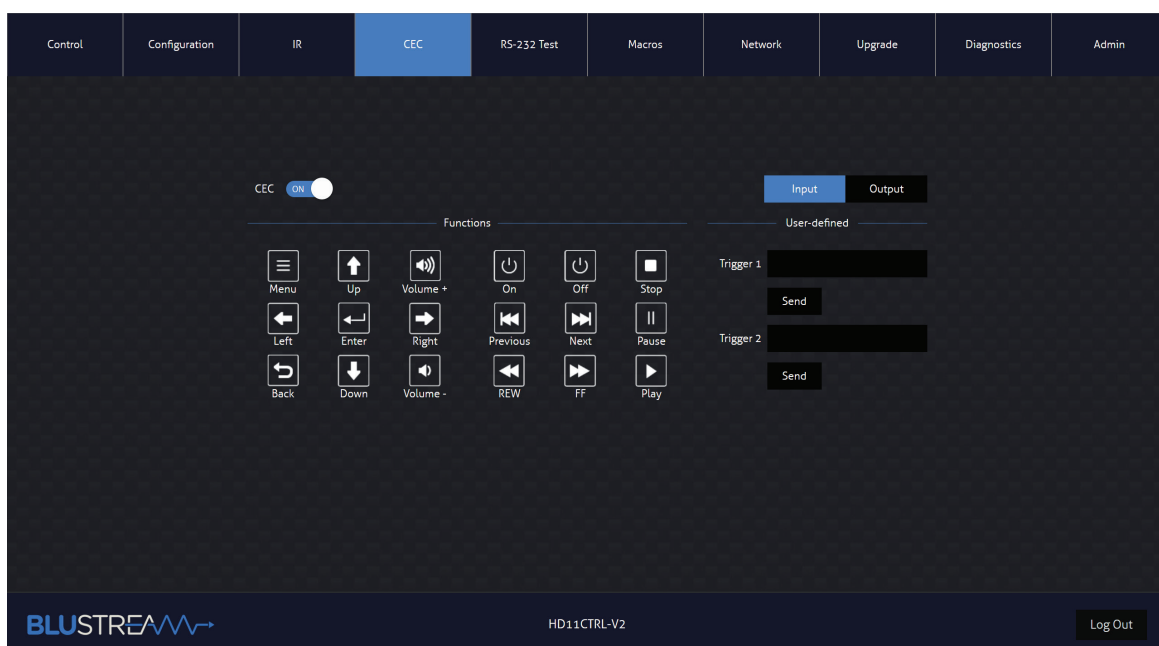 Control Configuration IR CEC RS-232 Test Macros Network Upgrade Diagnostics Admin
CEC ON Input Output
Functions User-defined
Trigger 1
Menu Up Volume + On Off Stop
Send
Left Enter Right Previous Next Pause
Trigger 2
Send
Back Down Volume - REW FF Play
BLUSTREAM HD11CTRL-V2 Log Out